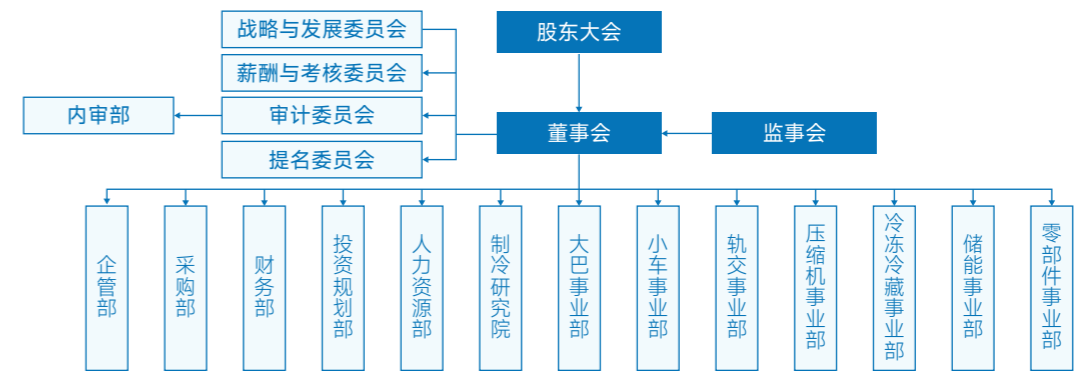 战略与发展委员会
股东大会
薪酬与考核委员会
内审部
审计委员会
董事会
监事会
提名委员会
企管部
采购部
财务部
投资规划部
人力资源部
制冷研究院
大巴事业部
小车事业部
轨交事业部
压缩机事业部
冷冻冷藏事业部
储能事业部
零部件事业部